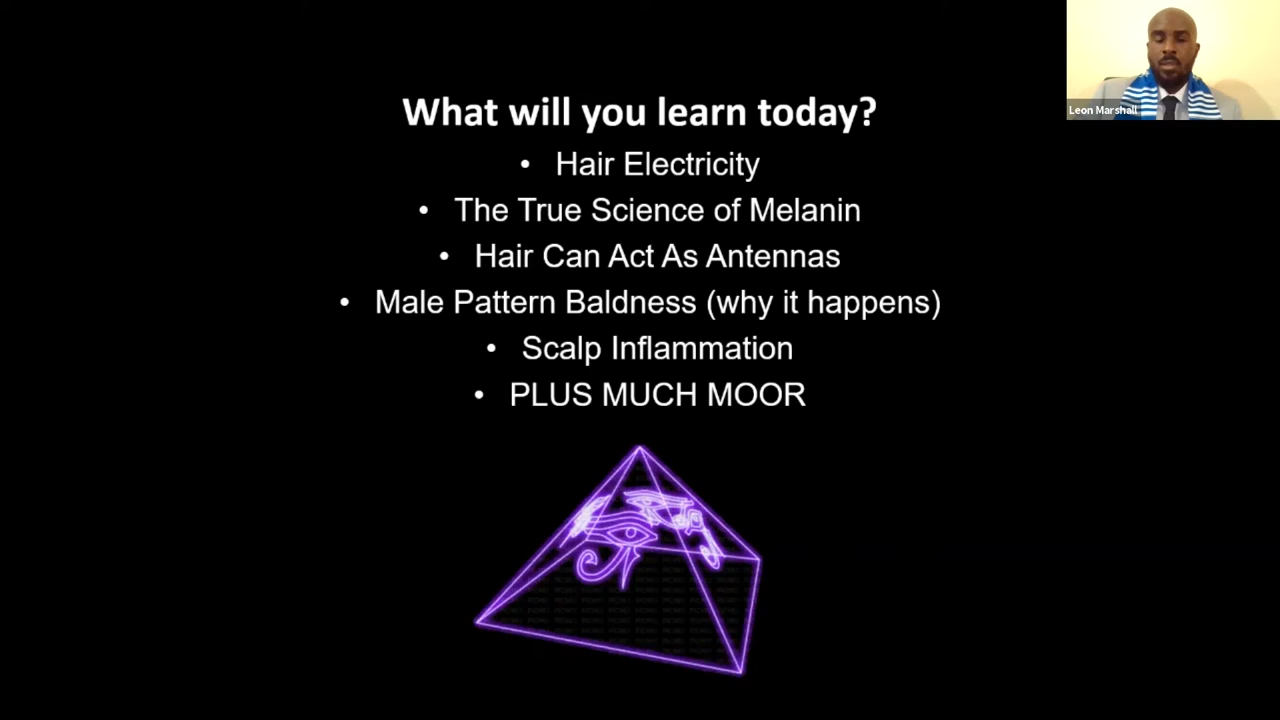 Leon Marshall
What will you learn today?
• Hair Electricity
• The True Science of Melanin
• Hair Can Act As Antennas
• Male Pattern Baldness (why it happens)
• Scalp Inflammation
• PLUS MUCH MOOR